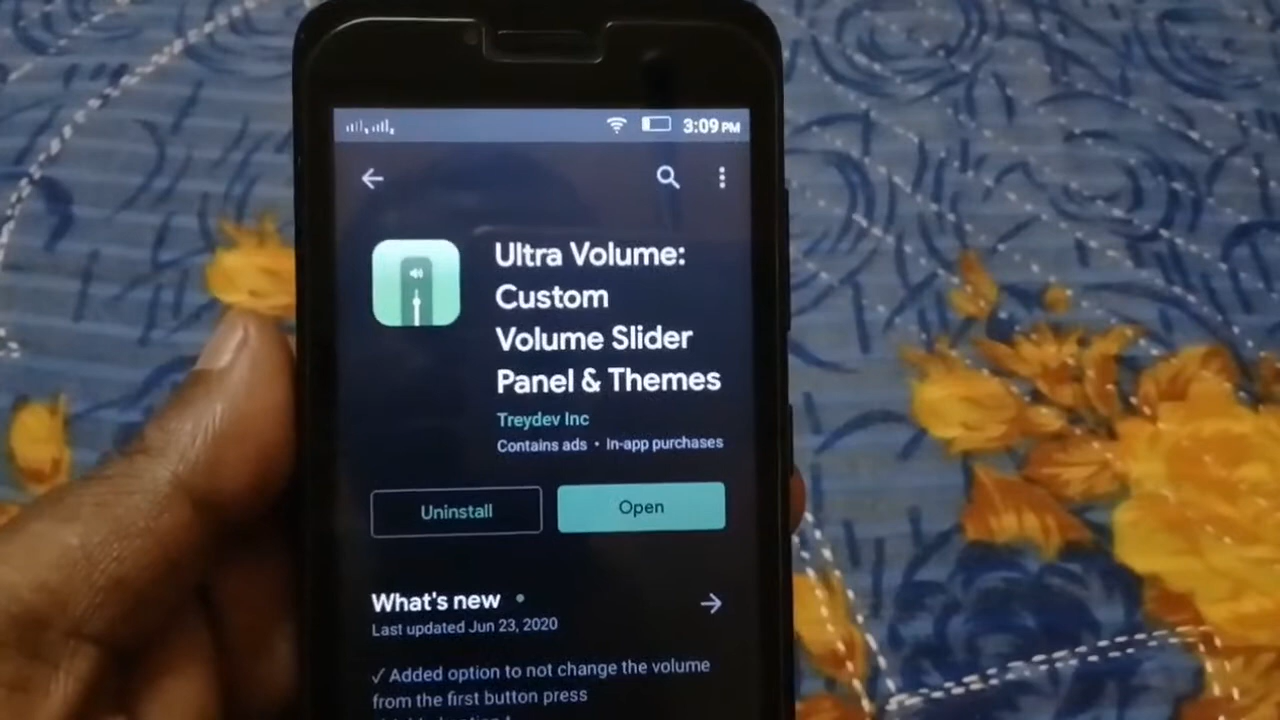 3:09 PM
Ultra Volume:
Custom
Volume Slider
Panel & Themes
Treydev Inc
Contains ads • In-app purchases
Uninstall
Open
What's new
Last updated Jun 23, 2020
✓ Added option to not change the volume
from the first button press